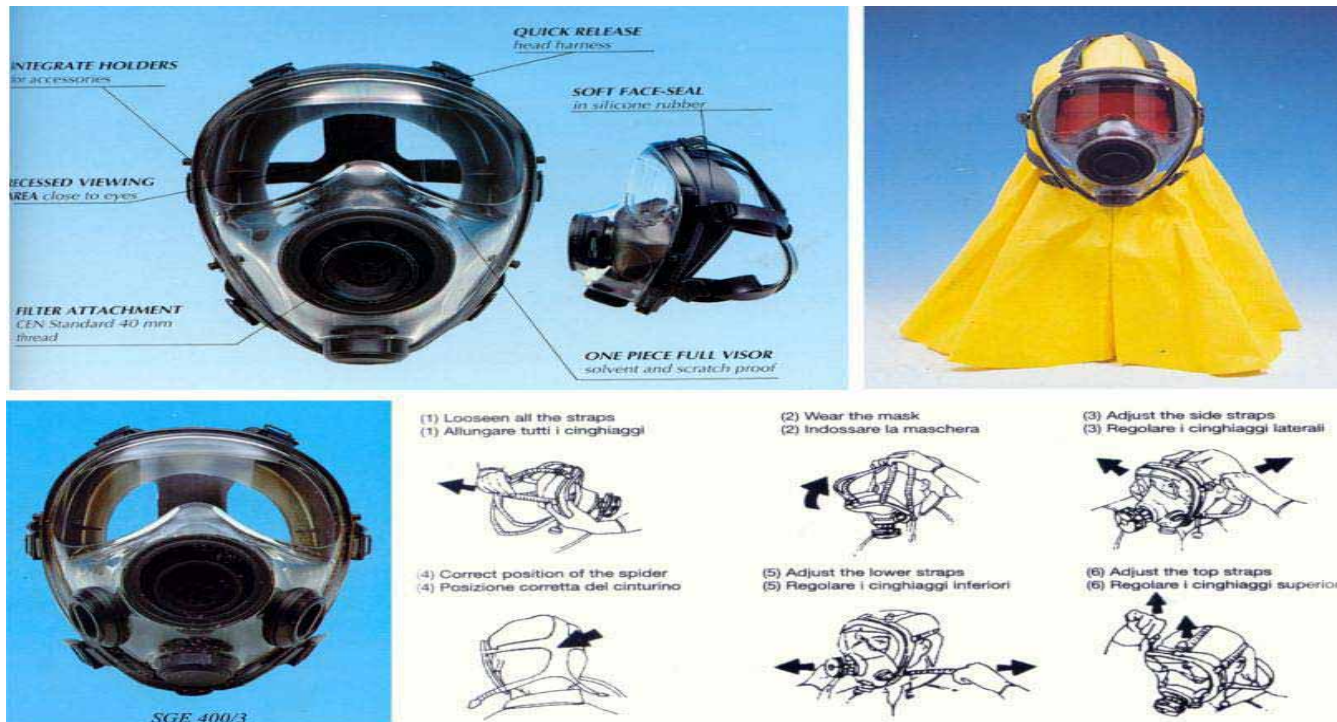 QUICK RELEASE
head harness
INTEGRATE HOLDERS
for accessories
SOFT FACE-SEAL
in silicone rubber
RECESSED VIEWING
AREA close to eyes
FILTER ATTACHMENT
CEN Standard 40 mm
thread
ONE PIECE FULL VISOR
solvent and scratch proof
SGE 400/3
(1) Looseen all the straps
(1) Allungare tutti i cinghiaggi
(2) Wear the mask
(2) Indossare la maschera
(3) Adjust the side straps
(3) Regolare i cinghiaggi laterali
(4) Correct position of the spider
(4) Posizione corretta del cinturino
(5) Adjust the lower straps
(5) Regolare i cinghiaggi inferiori
(6) Adjust the top straps
(6) Regolare i cinghiaggi superior